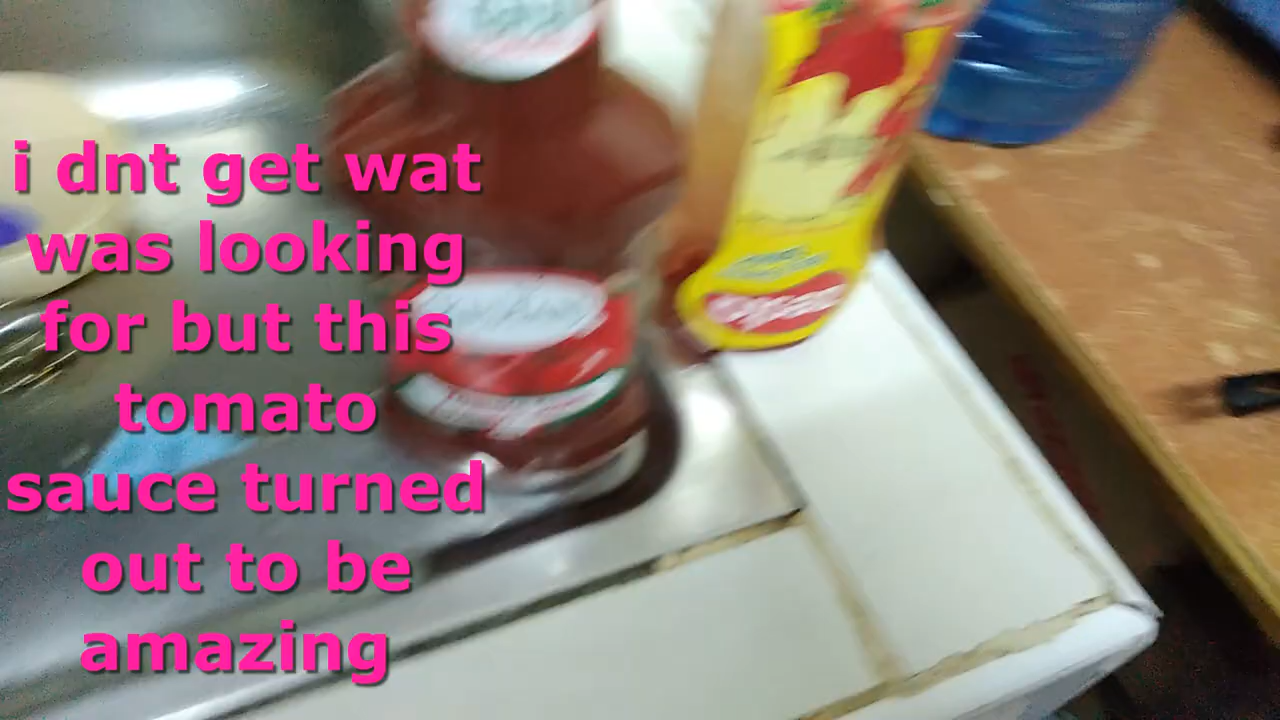 i dnt get wat
was looking
for but this
tomato
sauce turned
out to be
amazing